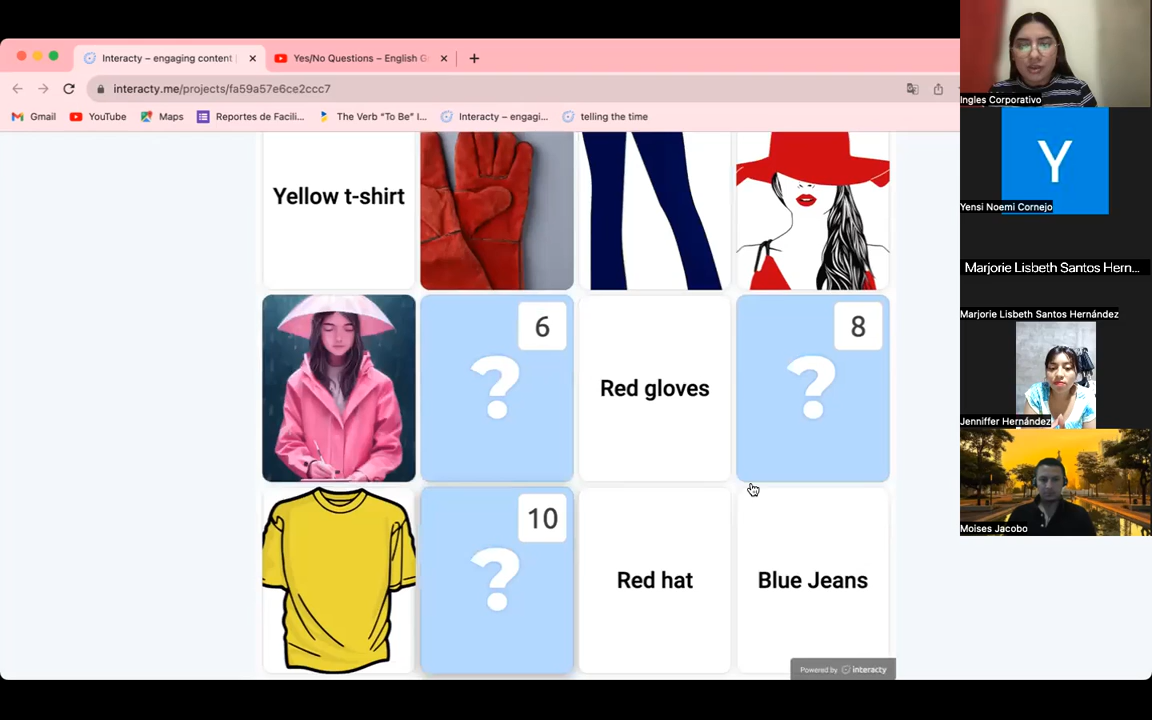 Interacty – engaging content
Yes/No Questions – English G
interacty.me/projects/fa59a57e6ce2ccc7
Gmail
YouTube
Maps
Reportes de Facili...
The Verb "To Be" I...
Interacty – engagi...
telling the time
Yellow t-shirt
6
?
Red gloves
8
?
10
?
Red hat
Blue Jeans
Powered by interacty
Ingles Corporativo
Y
Yensi Noemi Cornejo
Marjorie Lisbeth Santos Hern...
Marjorie Lisbeth Santos Hernández
Jenniffer Hernández
Moises Jacobo